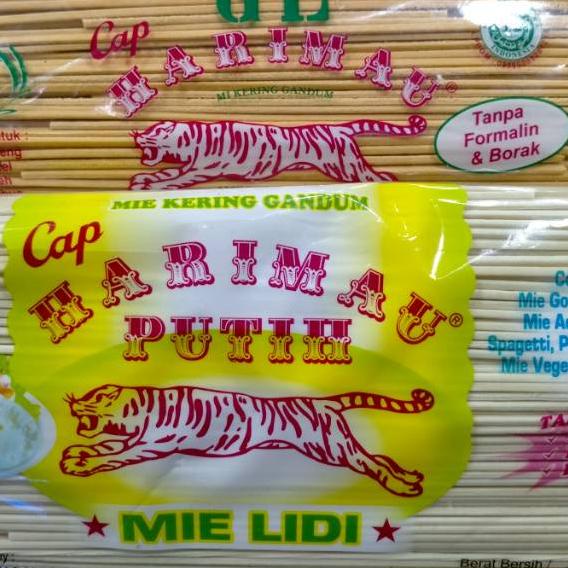 Cap
HARIMAU®
MI KERING GANDUM
INDONESIA
Tanpa
Formalin
& Borak
MIE KERING GANDUM
Cap
HARIMAU®
PUTIH
MIE LIDI
Mie Go
Mie A
Spagetti, P
Mie Vege
Berat Bersih /